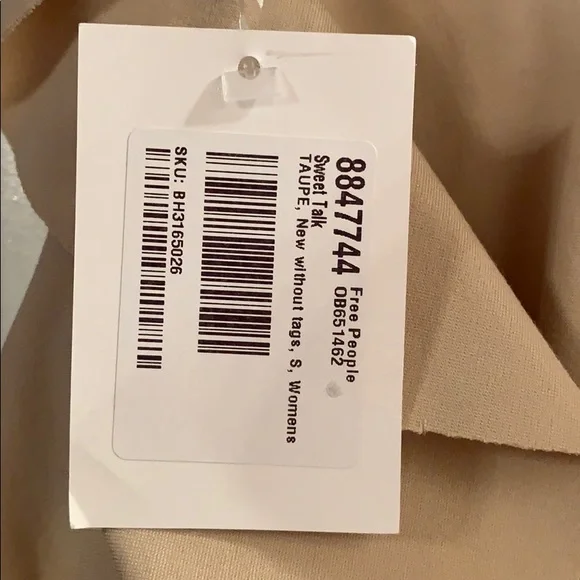 8847744
Free People
OB651462
Sweet Talk
TAUPE, New without tags, S, Womens
SKU: BH3165026